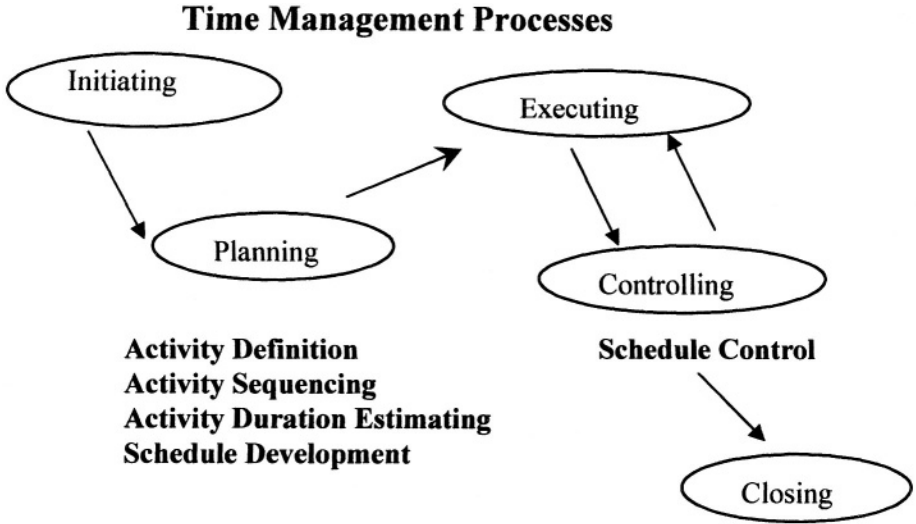 Time Management Processes
Initiating
Executing
Planning
Controlling
Activity Definition
Activity Sequencing
Activity Duration Estimating
Schedule Development
Schedule Control
Closing